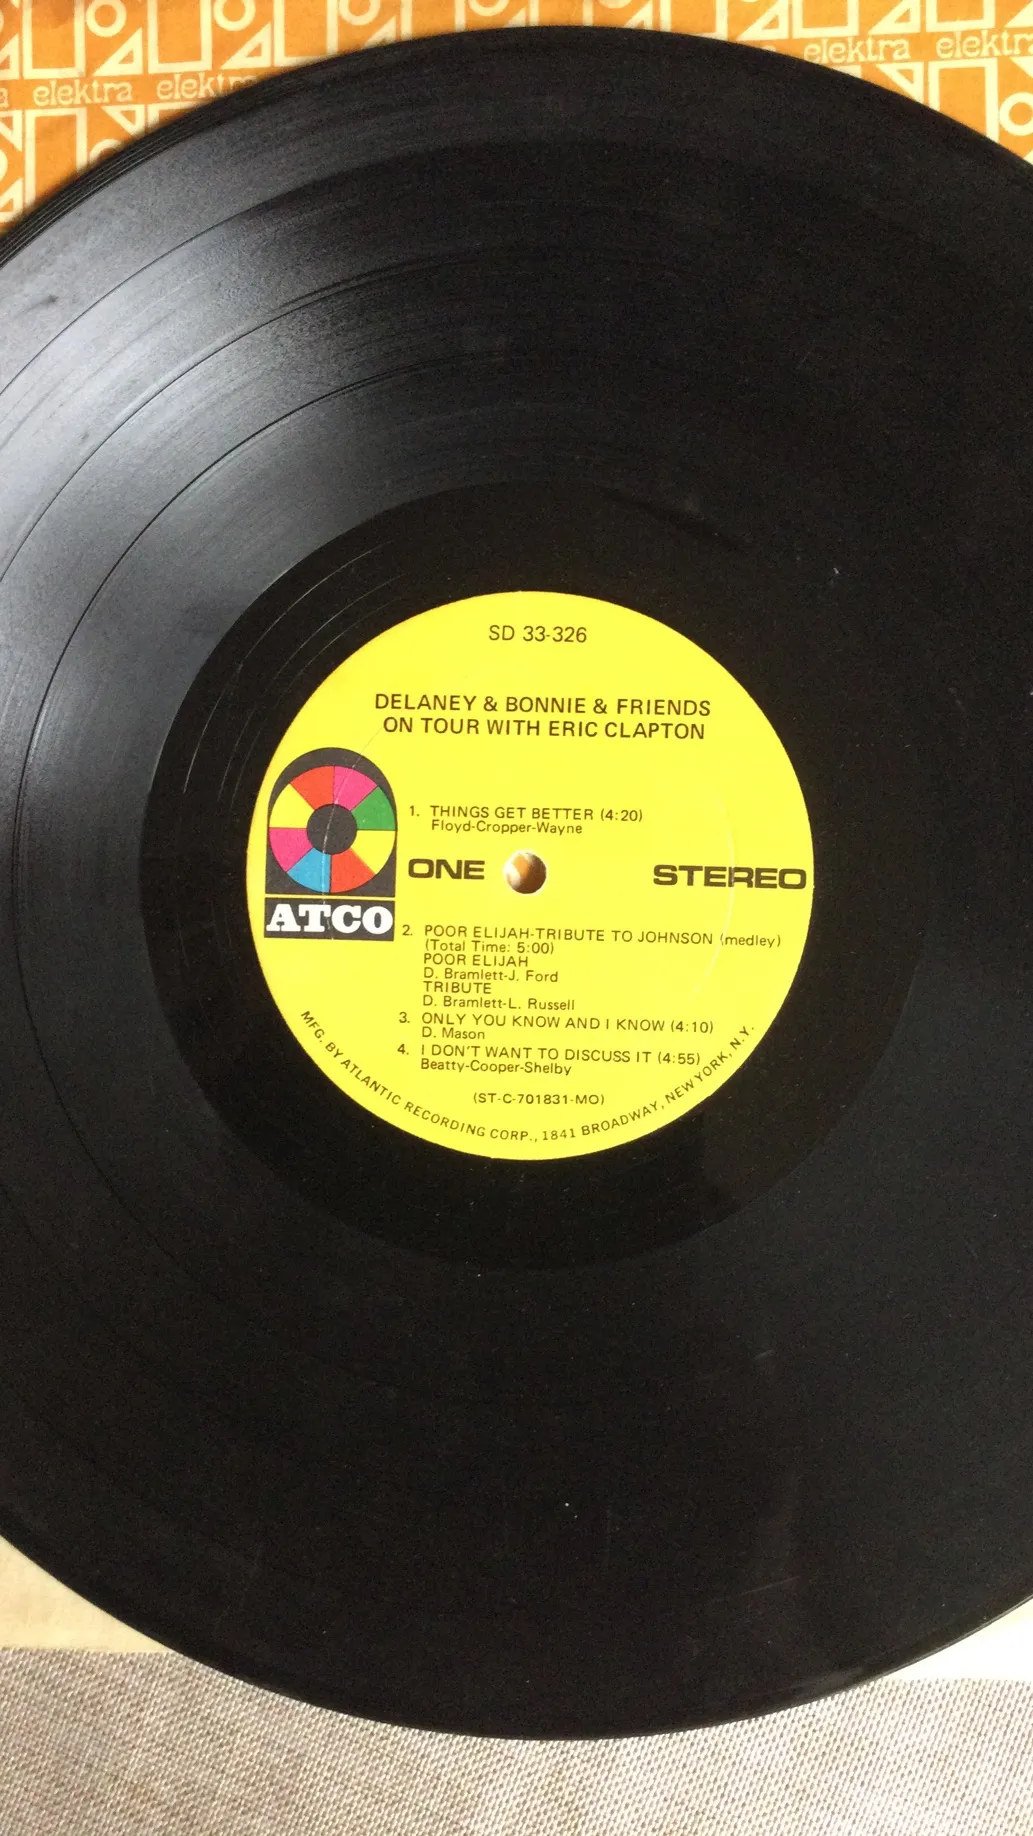 elektra elektra
elektra elektr
SD 33-326
DELANEY & BONNIE & FRIENDS
ON TOUR WITH ERIC CLAPTON
1. THINGS GET BETTER (4:20)
Floyd-Cropper-Wayne
ONE STEREO
ATCO
2. POOR ELIJAH-TRIBUTE TO JOHNSON (medley)
(Total Time: 5:00)
POOR ELIJAH
D. Bramlett-J. Ford
TRIBUTE
D. Bramlett-L. Russell
3. ONLY YOU KNOW AND I KNOW (4:10)
D. Mason
4. I DON'T WANT TO DISCUSS IT (4:55)
Beatty-Cooper-Shelby
(ST-C-701831-MO)
MFG. BY ATLANTIC RECORDING CORP., 1841 BROADWAY, NEW YORK, N.Y.